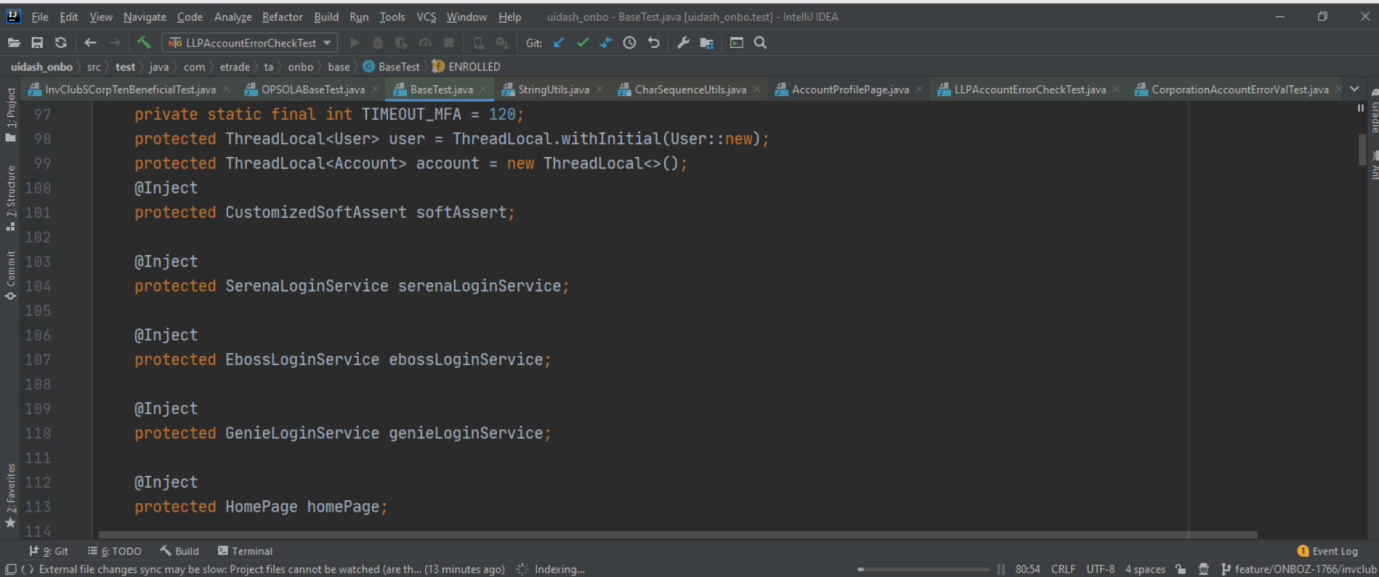 File Edit View Navigate Code Analyze Refactor Build Run Tools VCS Window Help uidash_onbo - BaseTest.java [uidash_onbo.test] - IntelliJ IDEA
LLPAccountErrorCheckTest Git:
uidash_onbo src test java com etrade ta onbo base BaseTest ENROLLED
InvClubSCorpTenBeneficialTest.java OPSOLABaseTest.java BaseTest.java StringUtils.java CharSequenceUtils.java AccountProfilePage.java LLPAccountErrorCheckTest.java CorporationAccountErrorValTest.java
1: Project
Z: Structure
Commit
2: Favorites
Gradle
Ant
97 private static final int TIMEOUT_MFA = 120;
98 protected ThreadLocal<User> user = ThreadLocal.withInitial(User::new);
99 protected ThreadLocal<Account> account = new ThreadLocal<>();
100 @Inject
101 protected CustomizedSoftAssert softAssert;
102
103 @Inject
104 protected SerenaLoginService serenaLoginService;
105
106 @Inject
107 protected EbossLoginService ebossLoginService;
108
109 @Inject
110 protected GenieLoginService genieLoginService;
111
112 @Inject
113 protected HomePage homePage;
114
9: Git 6: TODO Build Terminal 1 Event Log
External file changes sync may be slow: Project files cannot be watched (are th... (13 minutes ago) Indexing... 80:54 CRLF UTF-8 4 spaces feature/ONBOZ-1766/invclub